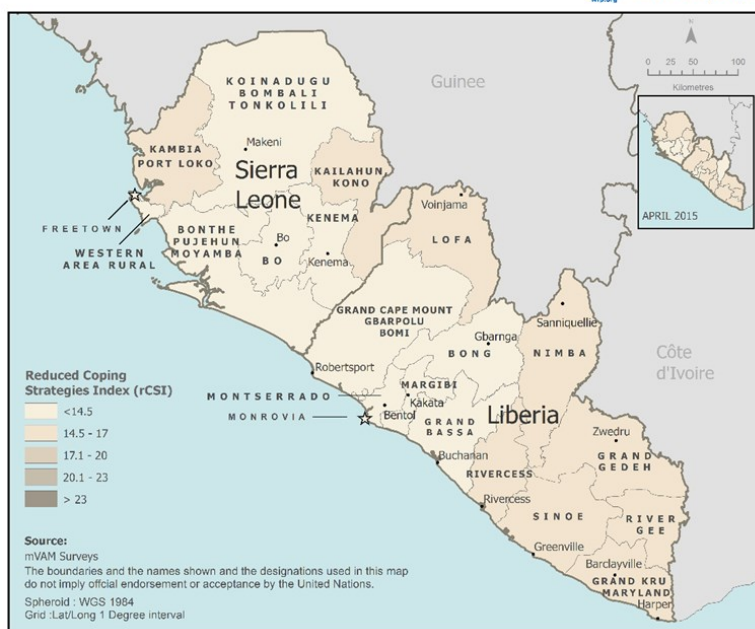 N
0 25 50 100
Kilometres
APRIL 2015
Guinee
Côte
d'Ivoire
KOINADUGU
BOMBALI
TONKOLILI
Makeni
KAMBIA
PORT LOKO
Sierra
Leone
KAILAHUN
KONO
FREETOWN
WESTERN
AREA RURAL
BONTHE
PUJEHUN
MOYAMBA
Bo
BO
KENEMA
Kenema
Voinjama
LOFA
GRAND CAPE MOUNT
GBARPOLU
BOMI
Gbarnga
BONG
Sanniquellie
NIMBA
Robertsport
MONTSERRADO
MONROVIA
MARGIBI
Kakata
Bentol
GRAND
BASSA
Liberia
Buchanan
RIVERCESS
Rivercess
Zwedru
GRAND
GEDEH
SINOE
RIVER
GEE
Greenville
Barclayville
GRAND KRU
MARYLAND
Harper
Reduced Coping
Strategies Index (rCSI)
<14.5
14.5 - 17
17.1 - 20
20.1 - 23
> 23
Source:
mVAM Surveys
The boundaries and the names shown and the designations used in this map
do not imply offcial endorsement or acceptance by the United Nations.
Spheroid : WGS 1984
Grid :Lat/Long 1 Degree interval